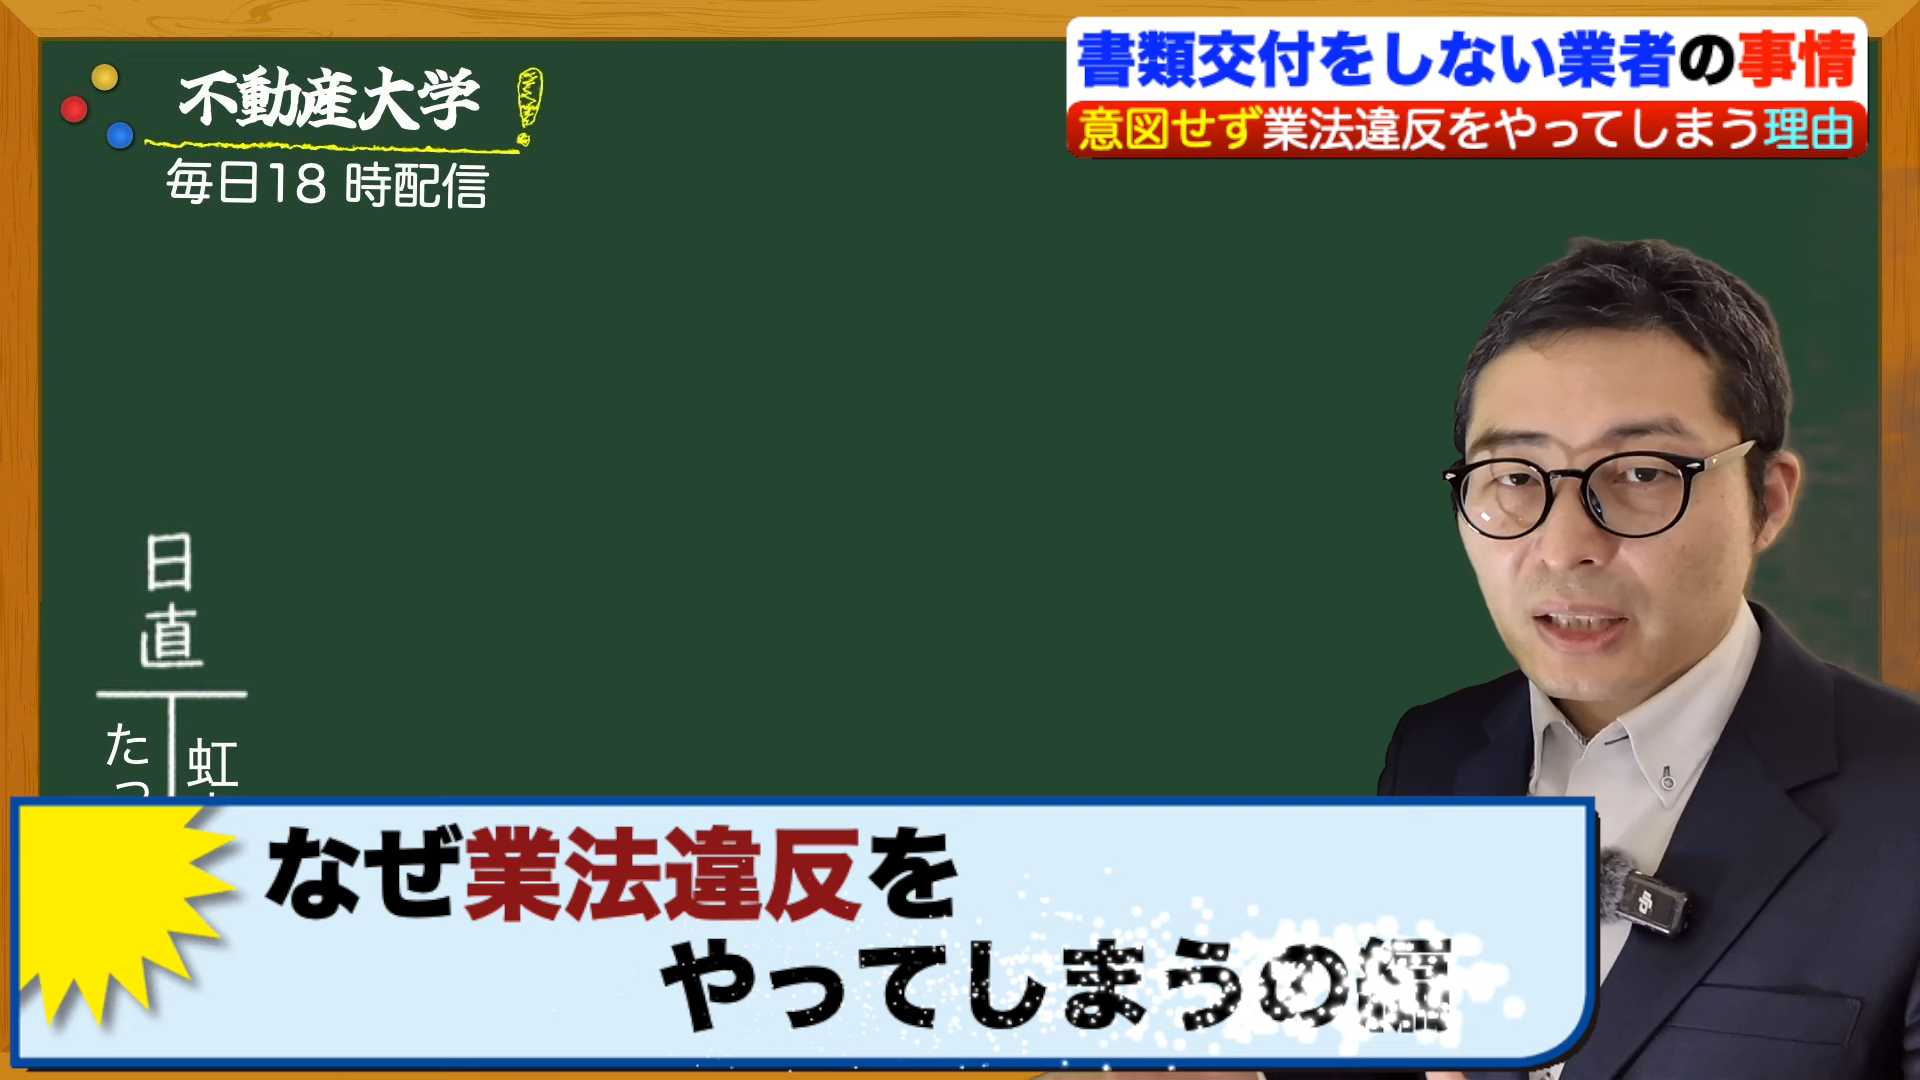 不動産大学!
毎日18時配信
書類交付をしない業者の事情
意図せず業法違反をやってしまう理由
日直
たっ
虹
なぜ業法違反を
やってしまうの編